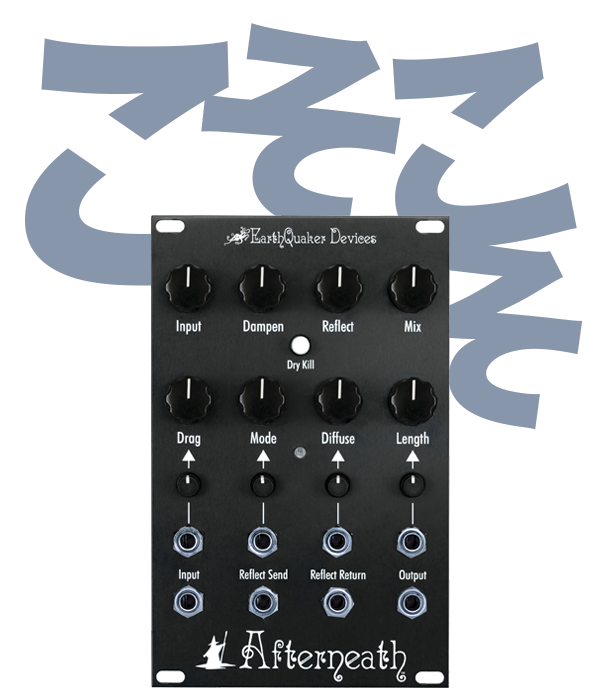 EarthQuaker Devices
Input Dampen Reflect Mix
Dry Kill
Drag Mode Diffuse Length
Input Reflect Send Reflect Return Output
Afterneath